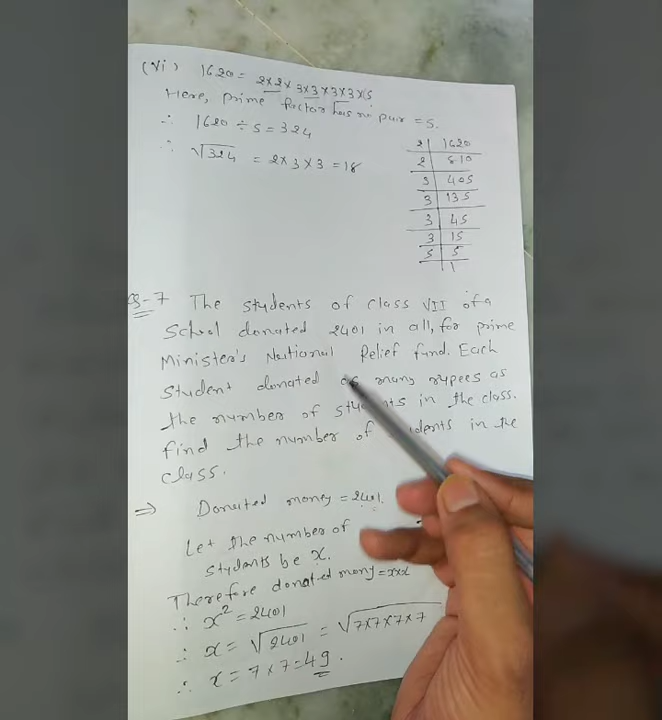 (vi) 1620 = 2×2× 3×3×3×3×5
Here, prime factor has no pair = 5.
∴ 1620 ÷ 5 = 324
∴ √324 = 2×3×3 = 18
2 | 1620
2 | 810
3 | 405
3 | 135
3 | 45
3 | 15
5 | 5
1
Q-7 The students of class VII of a
School donated 2401 in all, for prime
Minister's National Relief fund. Each
student donated as many rupees as
the number of students in the class.
find the number of students in the
class.
⇒ Donated money = 2401.
Let the number of
students be x.
Therefore donated mony = x×x
∴ x² = 2401
∴ x = √2401 = √7×7×7×7
∴ x = 7×7=49.